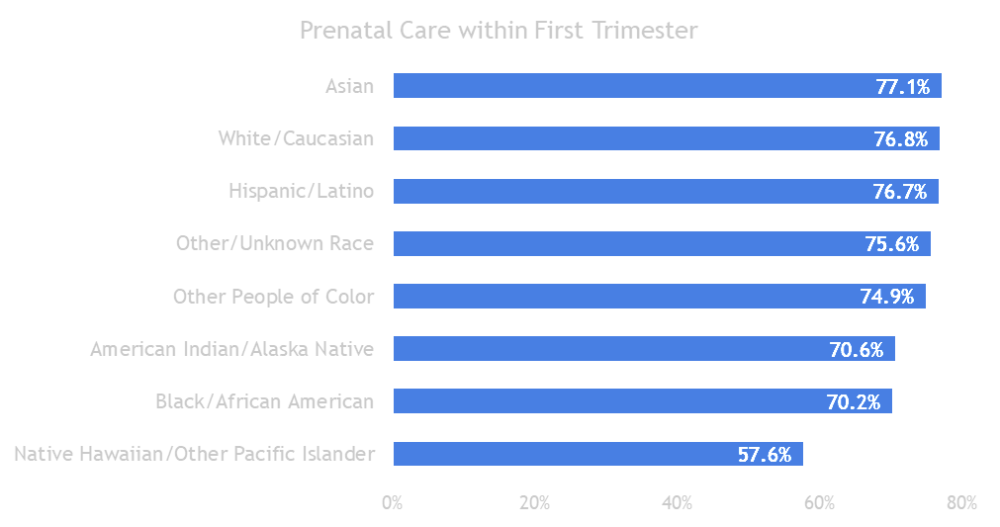 Prenatal Care within First Trimester
Asian 77.1%
White/Caucasian 76.8%
Hispanic/Latino 76.7%
Other/Unknown Race 75.6%
Other People of Color 74.9%
American Indian/Alaska Native 70.6%
Black/African American 70.2%
Native Hawaiian/Other Pacific Islander 57.6%
0% 20% 40% 60% 80%